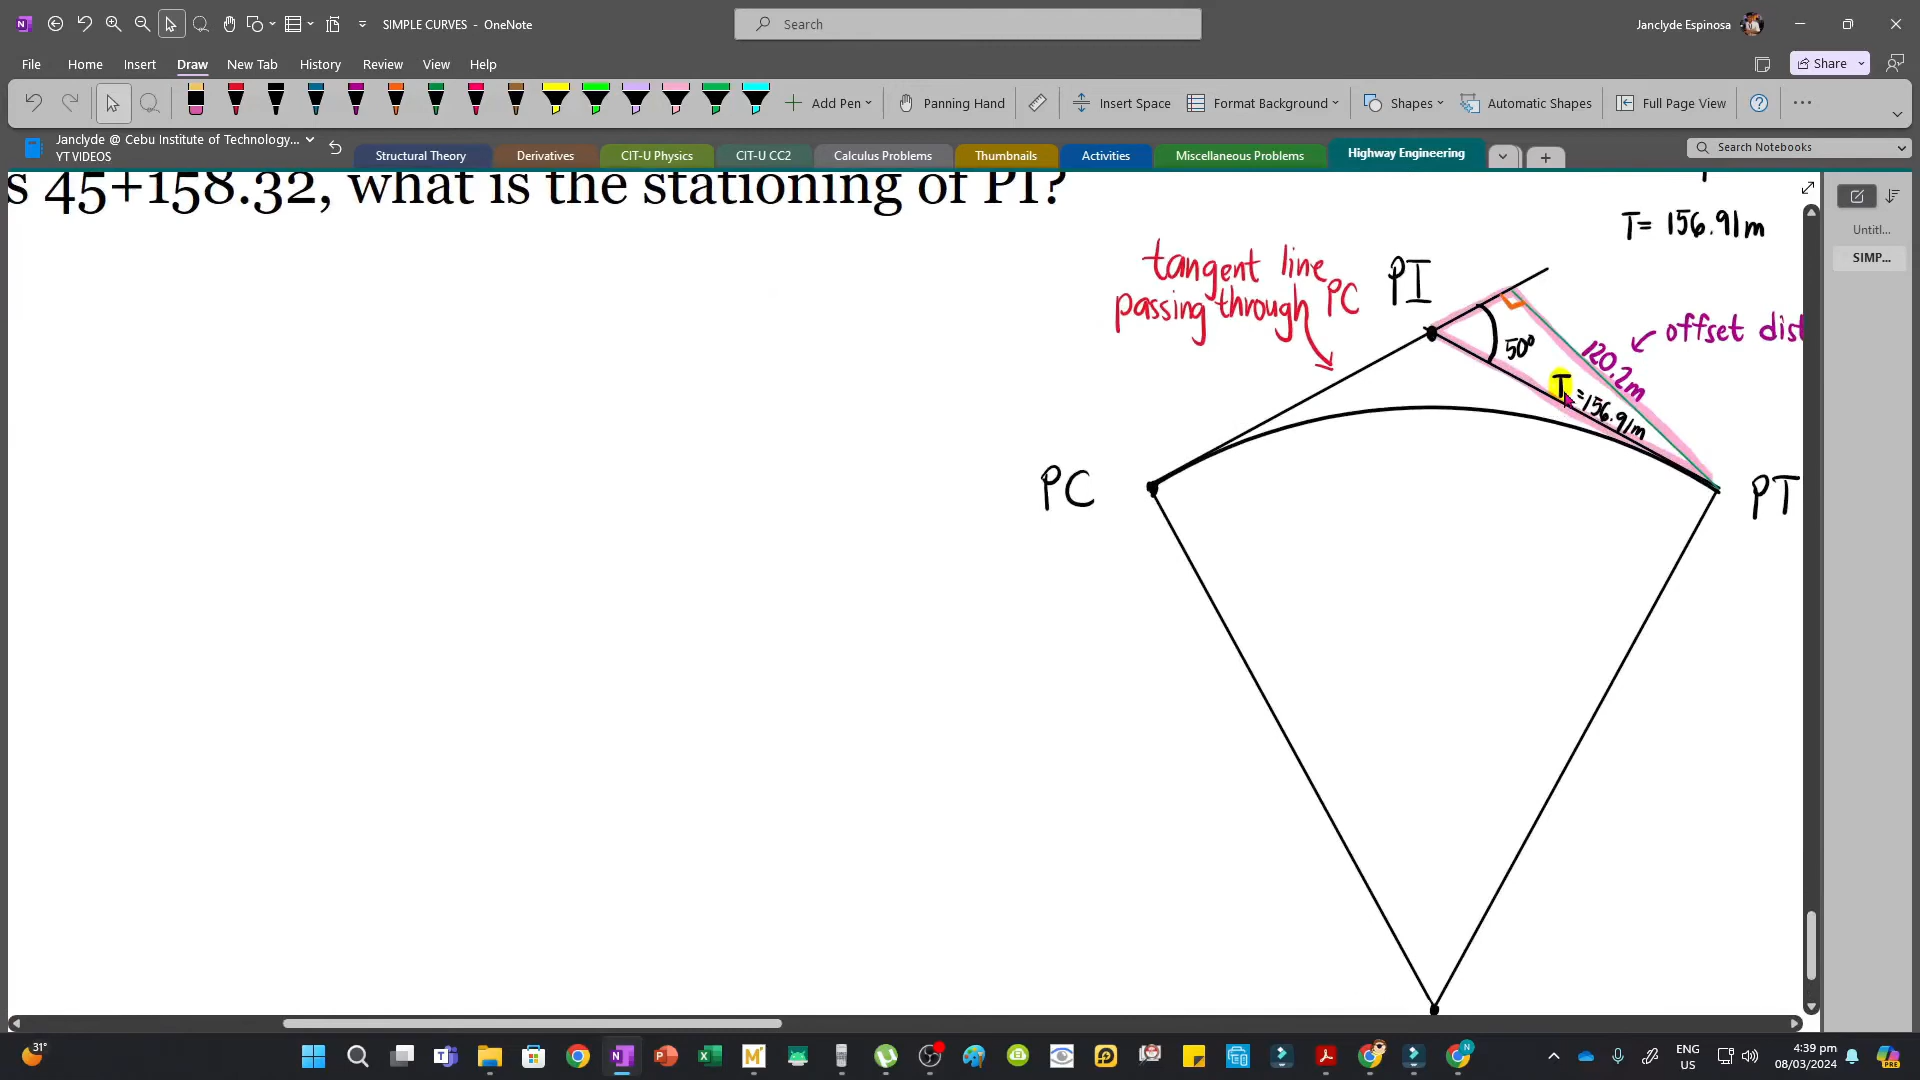 SIMPLE CURVES - OneNote
Search
Janclyde Espinosa
File Home Insert Draw New Tab History Review View Help
Share
Add Pen
Panning Hand
Insert Space
Format Background
Shapes
Automatic Shapes
Full Page View
Janclyde @ Cebu Institute of Technology...
YT VIDEOS
Structural Theory
Derivatives
CIT-U Physics
CIT-U CC2
Calculus Problems
Thumbnails
Activities
Miscellaneous Problems
Highway Engineering
Search Notebooks
Untitl...
SIMP...
s 45+158.32, what is the stationing of PI?
T= 156.91m
tangent line
passing through PC
PI
50°
120.2m
offset dist
T =156.91m
PC
PT
31°
ENG
US
4:39 pm
08/03/2024